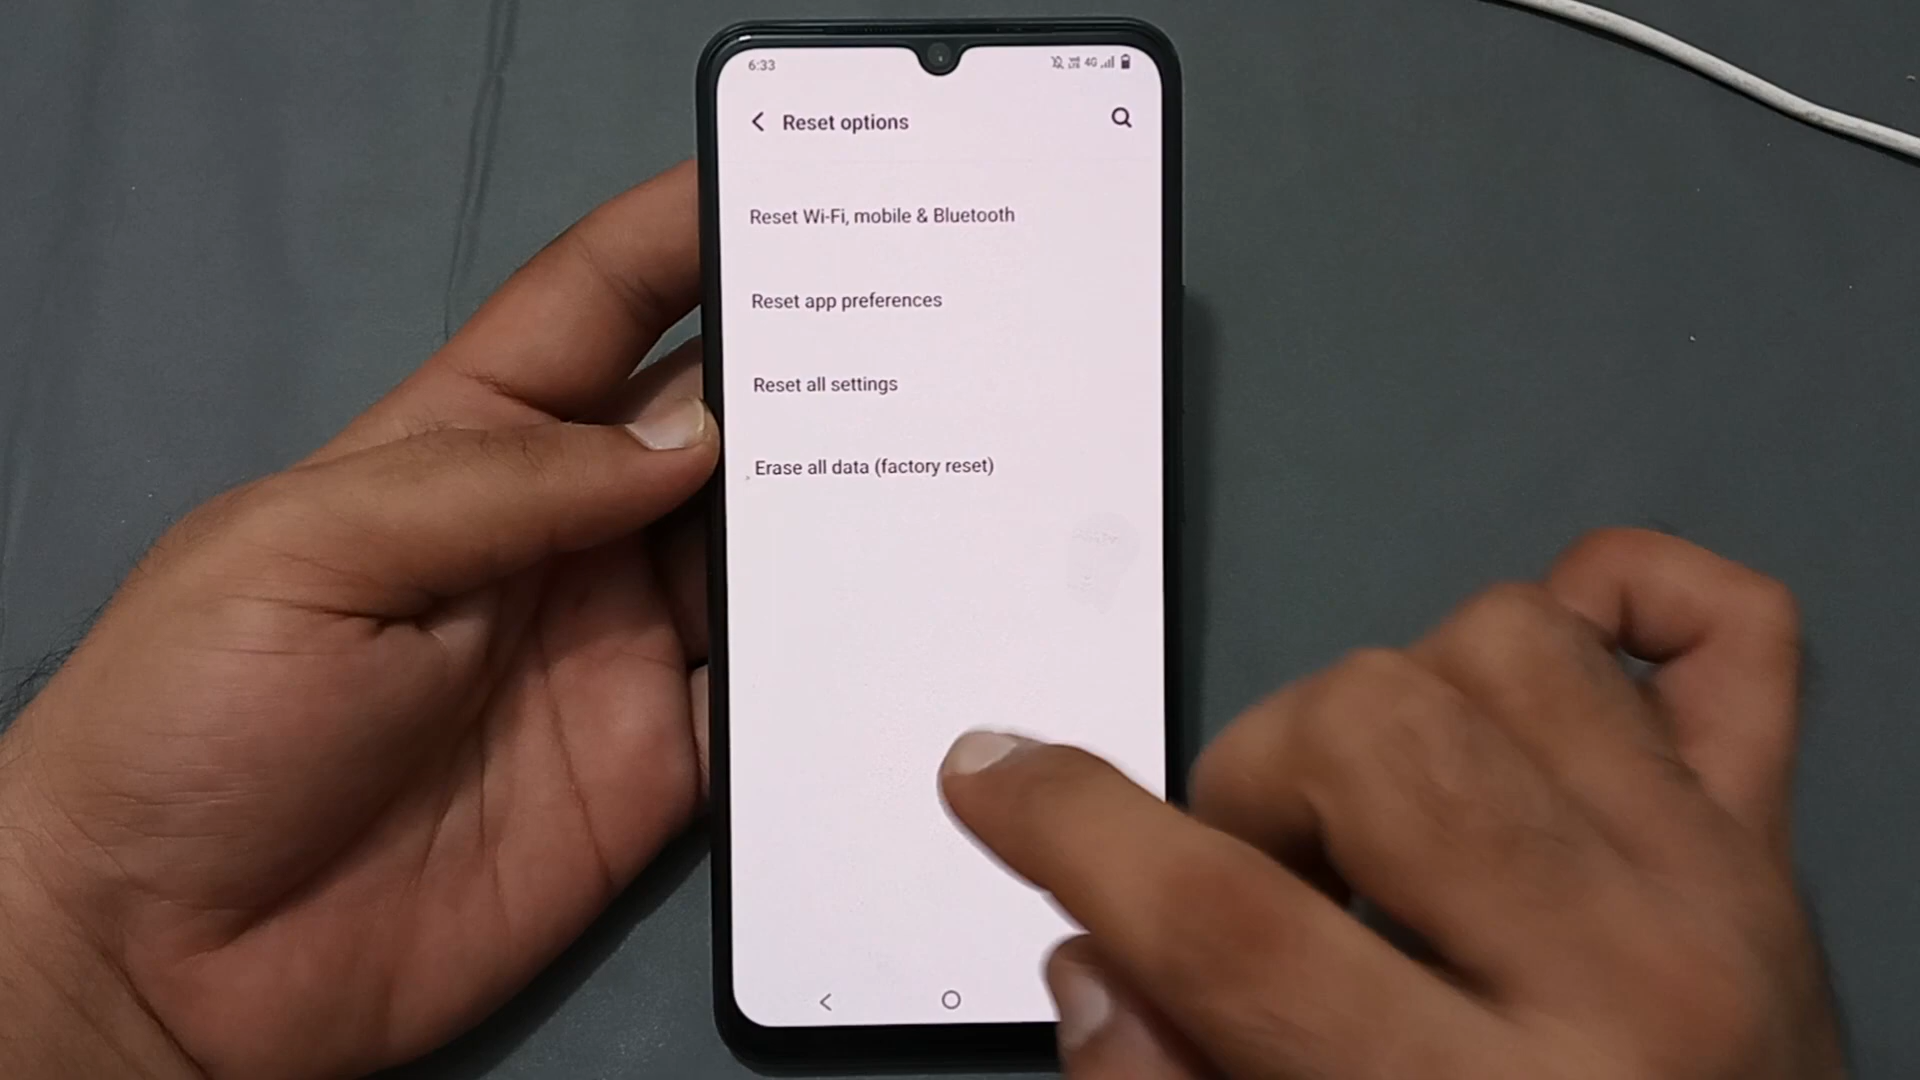 6:33
4G
Reset options
Reset Wi-Fi, mobile & Bluetooth
Reset app preferences
Reset all settings
Erase all data (factory reset)